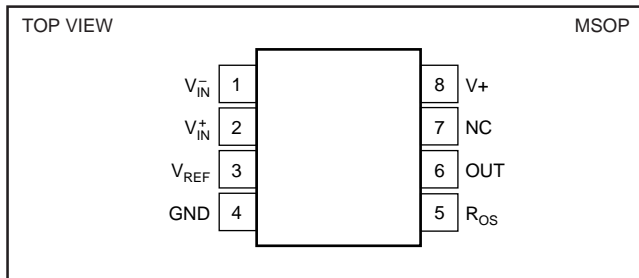 TOP VIEW MSOP
V−IN 1 8 V+
V+IN 2 7 NC
VREF 3 6 OUT
GND 4 5 ROS